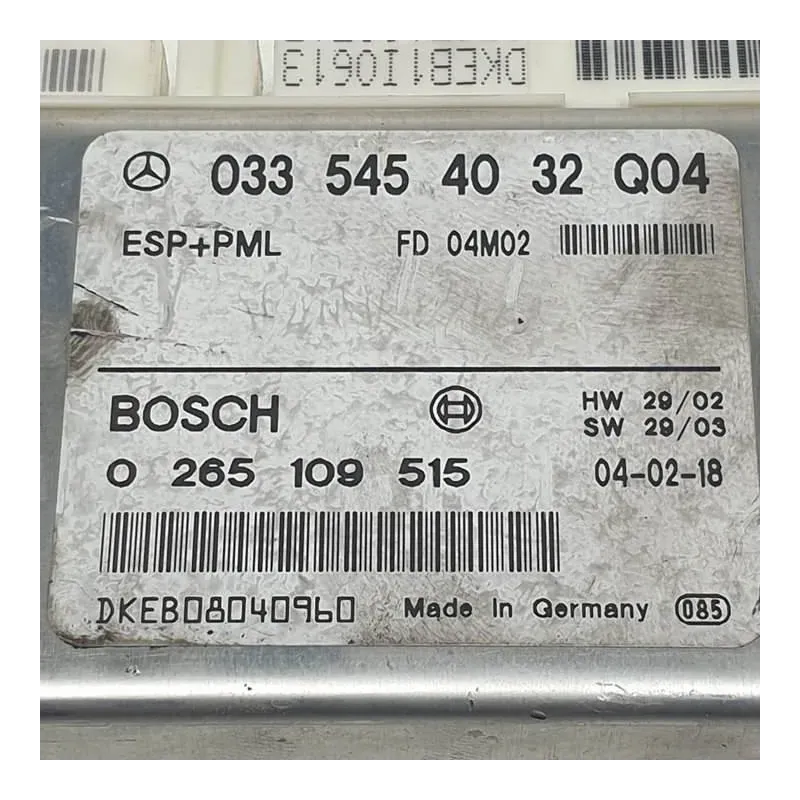 DKEB1I0613
033 545 40 32 Q04
ESP+PML FD 04M02
BOSCH HW 29/02
SW 29/03
0 265 109 515 04-02-18
DKEB08040960 Made in Germany 085